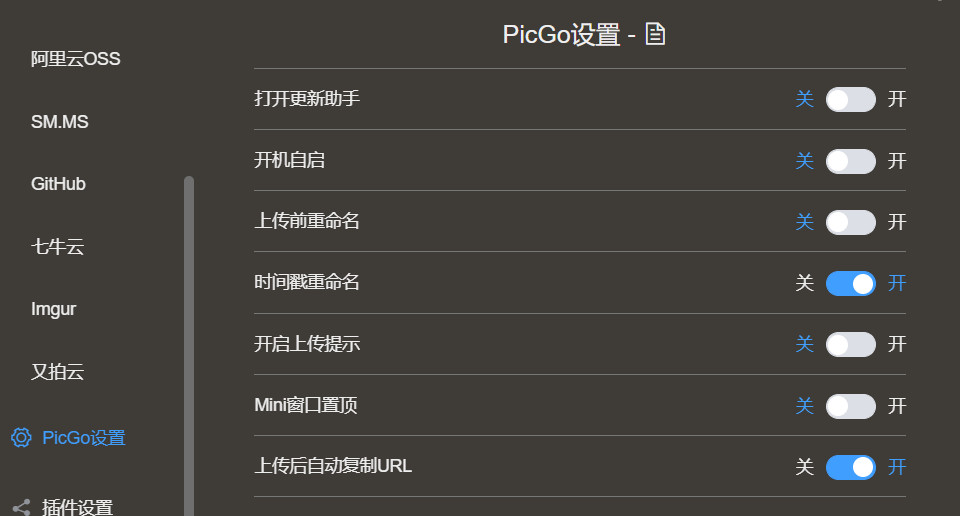 阿里云OSS
SM.MS
GitHub
七牛云
Imgur
又拍云
PicGo设置
插件设置
PicGo设置 -
打开更新助手 关 开
开机自启 关 开
上传前重命名 关 开
时间戳重命名 关 开
开启上传提示 关 开
Mini窗口置顶 关 开
上传后自动复制URL 关 开